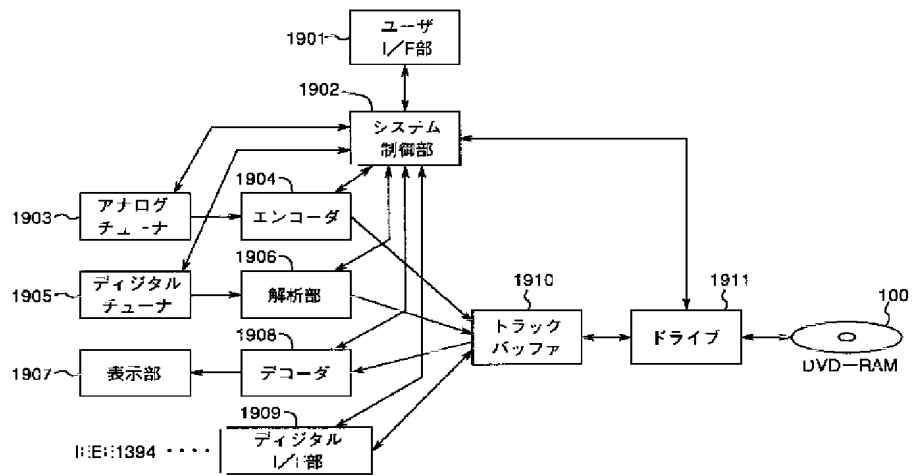 1901
ユーザ
I/F部
1902
システム
制御部
1903
アナログ
チューナ
1904
エンコーダ
1905
ディジタル
チューナ
1906
解析部
1907
表示部
1908
デコーダ
1909
ディジタル
1910
トラック
バッファ
1911
ドライブ
100
DVD-RAM
1394 ····